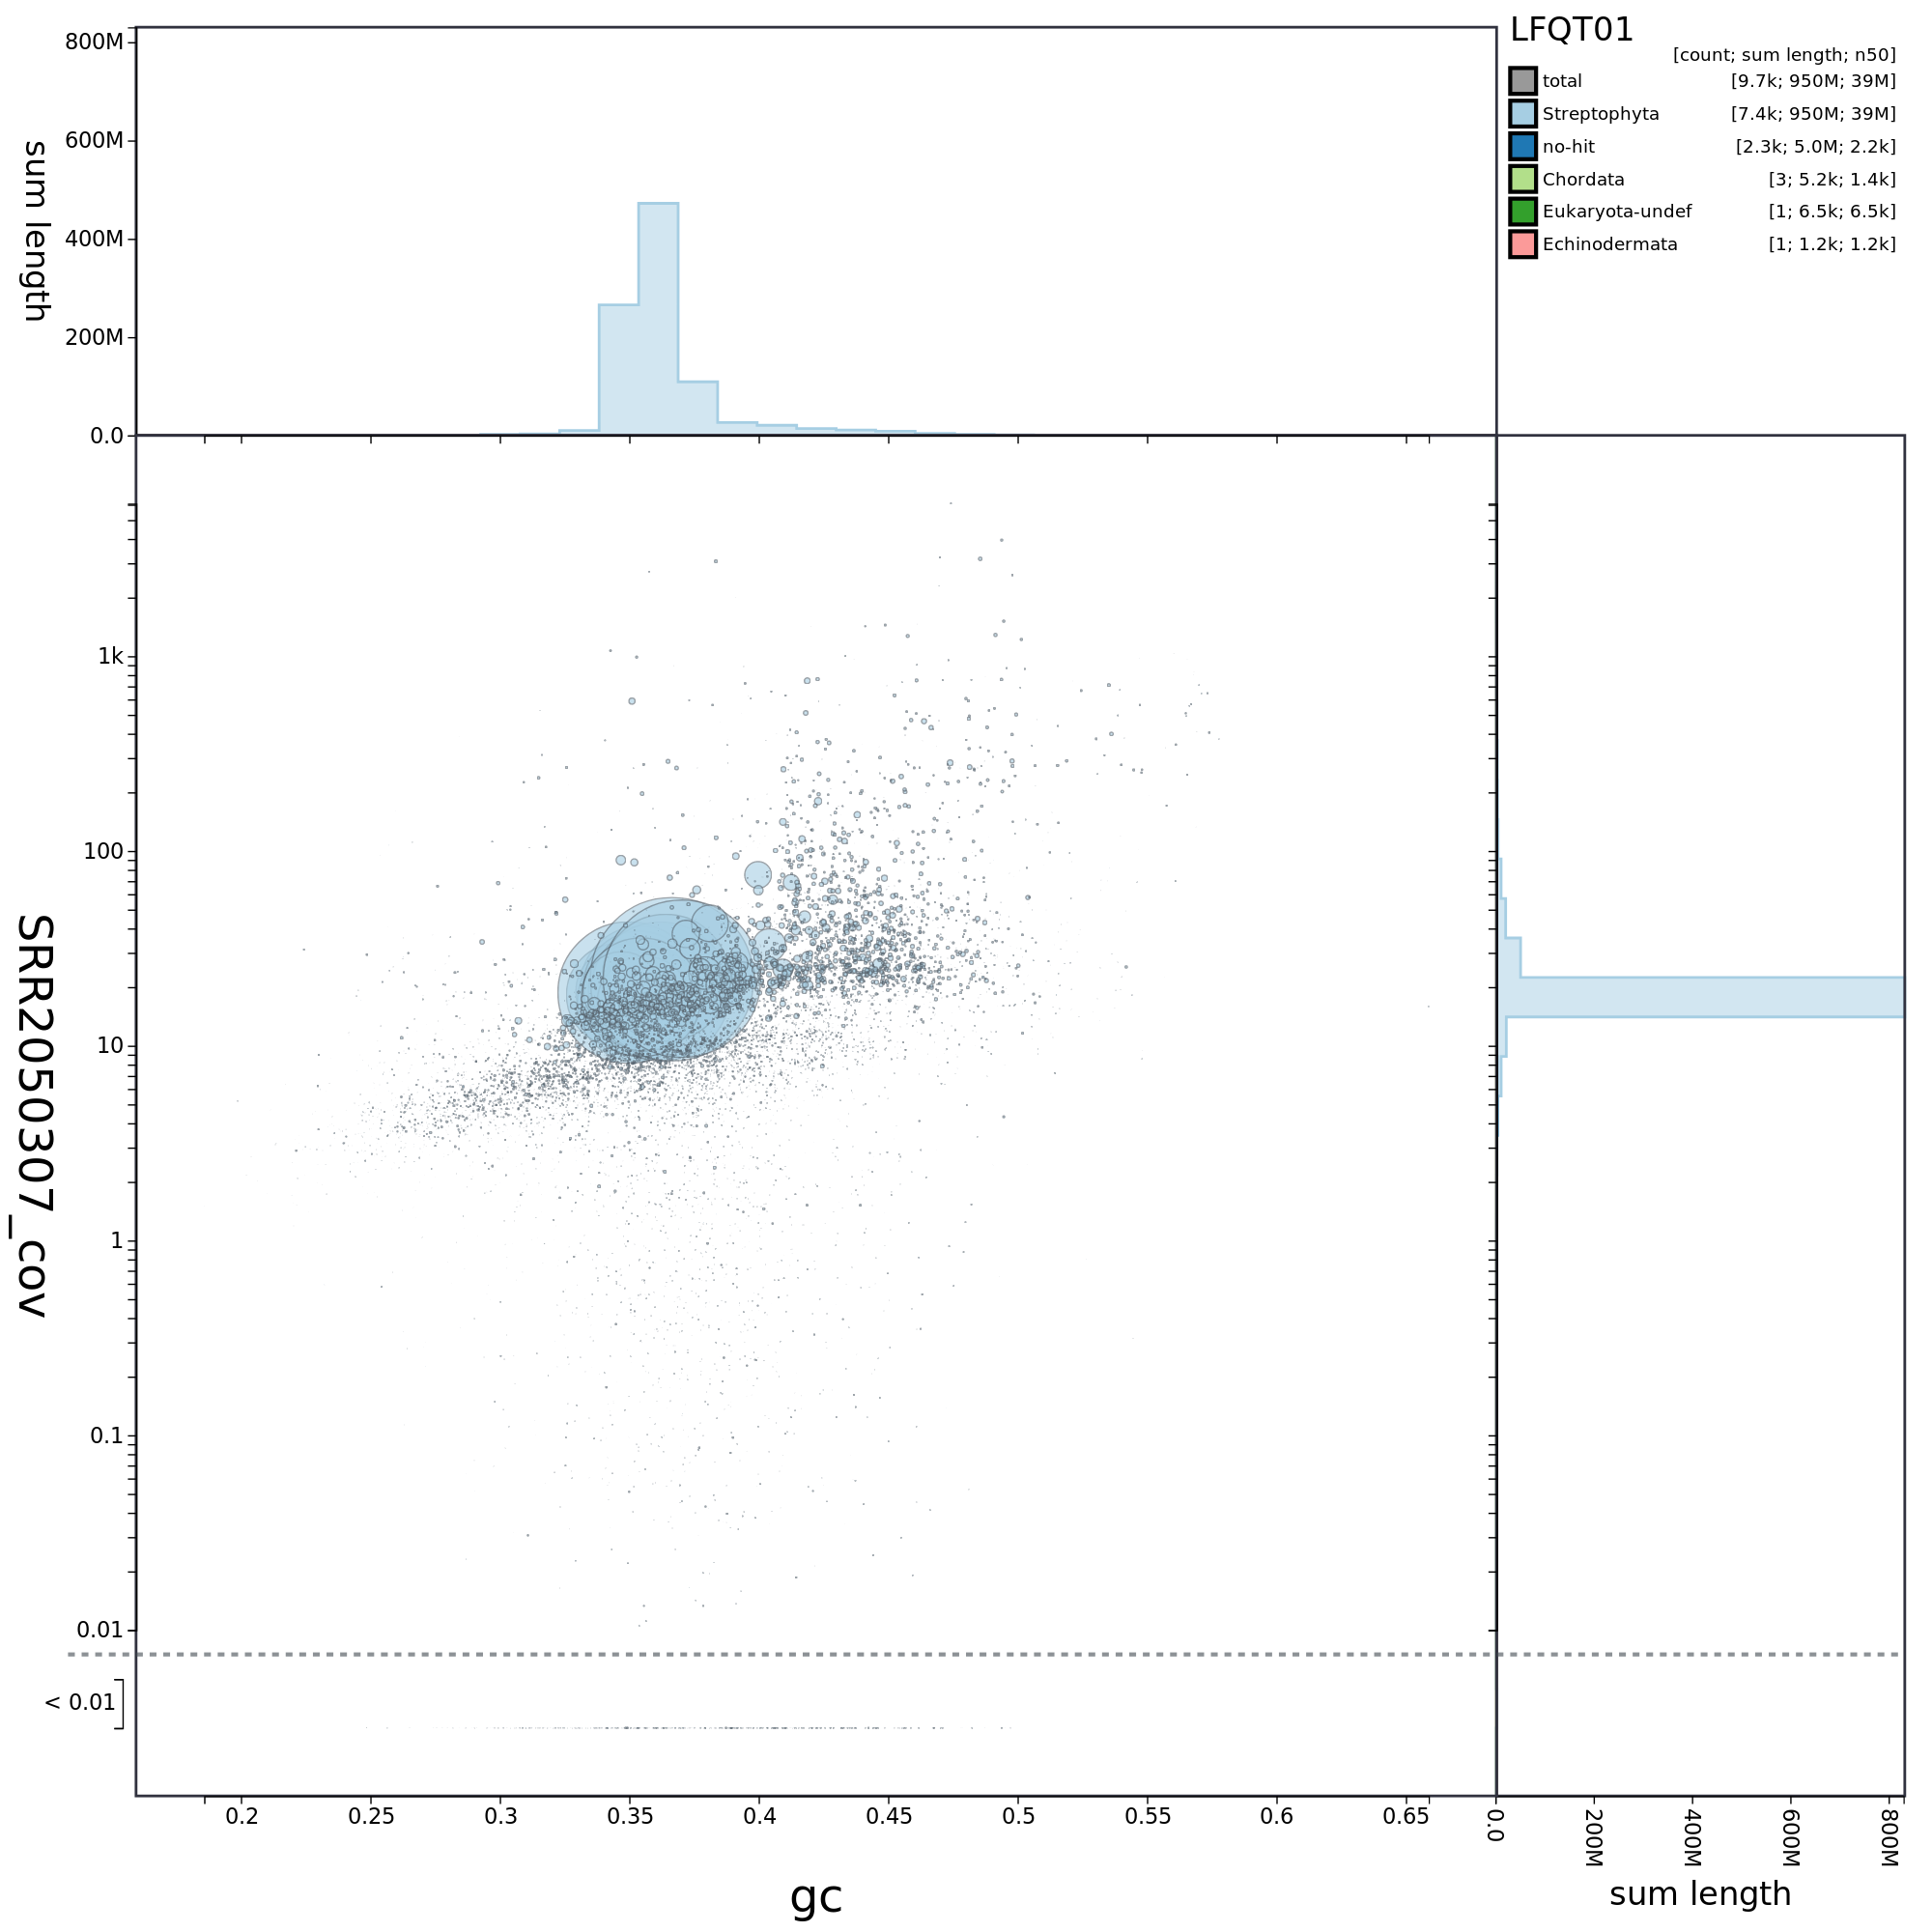 LFQT01
[count; sum length; n50]
total [9.7k; 950M; 39M]
Streptophyta [7.4k; 950M; 39M]
no-hit [2.3k; 5.0M; 2.2k]
Chordata [3; 5.2k; 1.4k]
Eukaryota-undef [1; 6.5k; 6.5k]
Echinodermata [1; 1.2k; 1.2k]
sum length
800M
600M
400M
200M
0.0
SRR2050307_cov
1k
100
10
1
0.1
0.01
< 0.01
0.2 0.25 0.3 0.35 0.4 0.45 0.5 0.55 0.6 0.65
gc
0.0 200M 400M 600M 800M
sum length